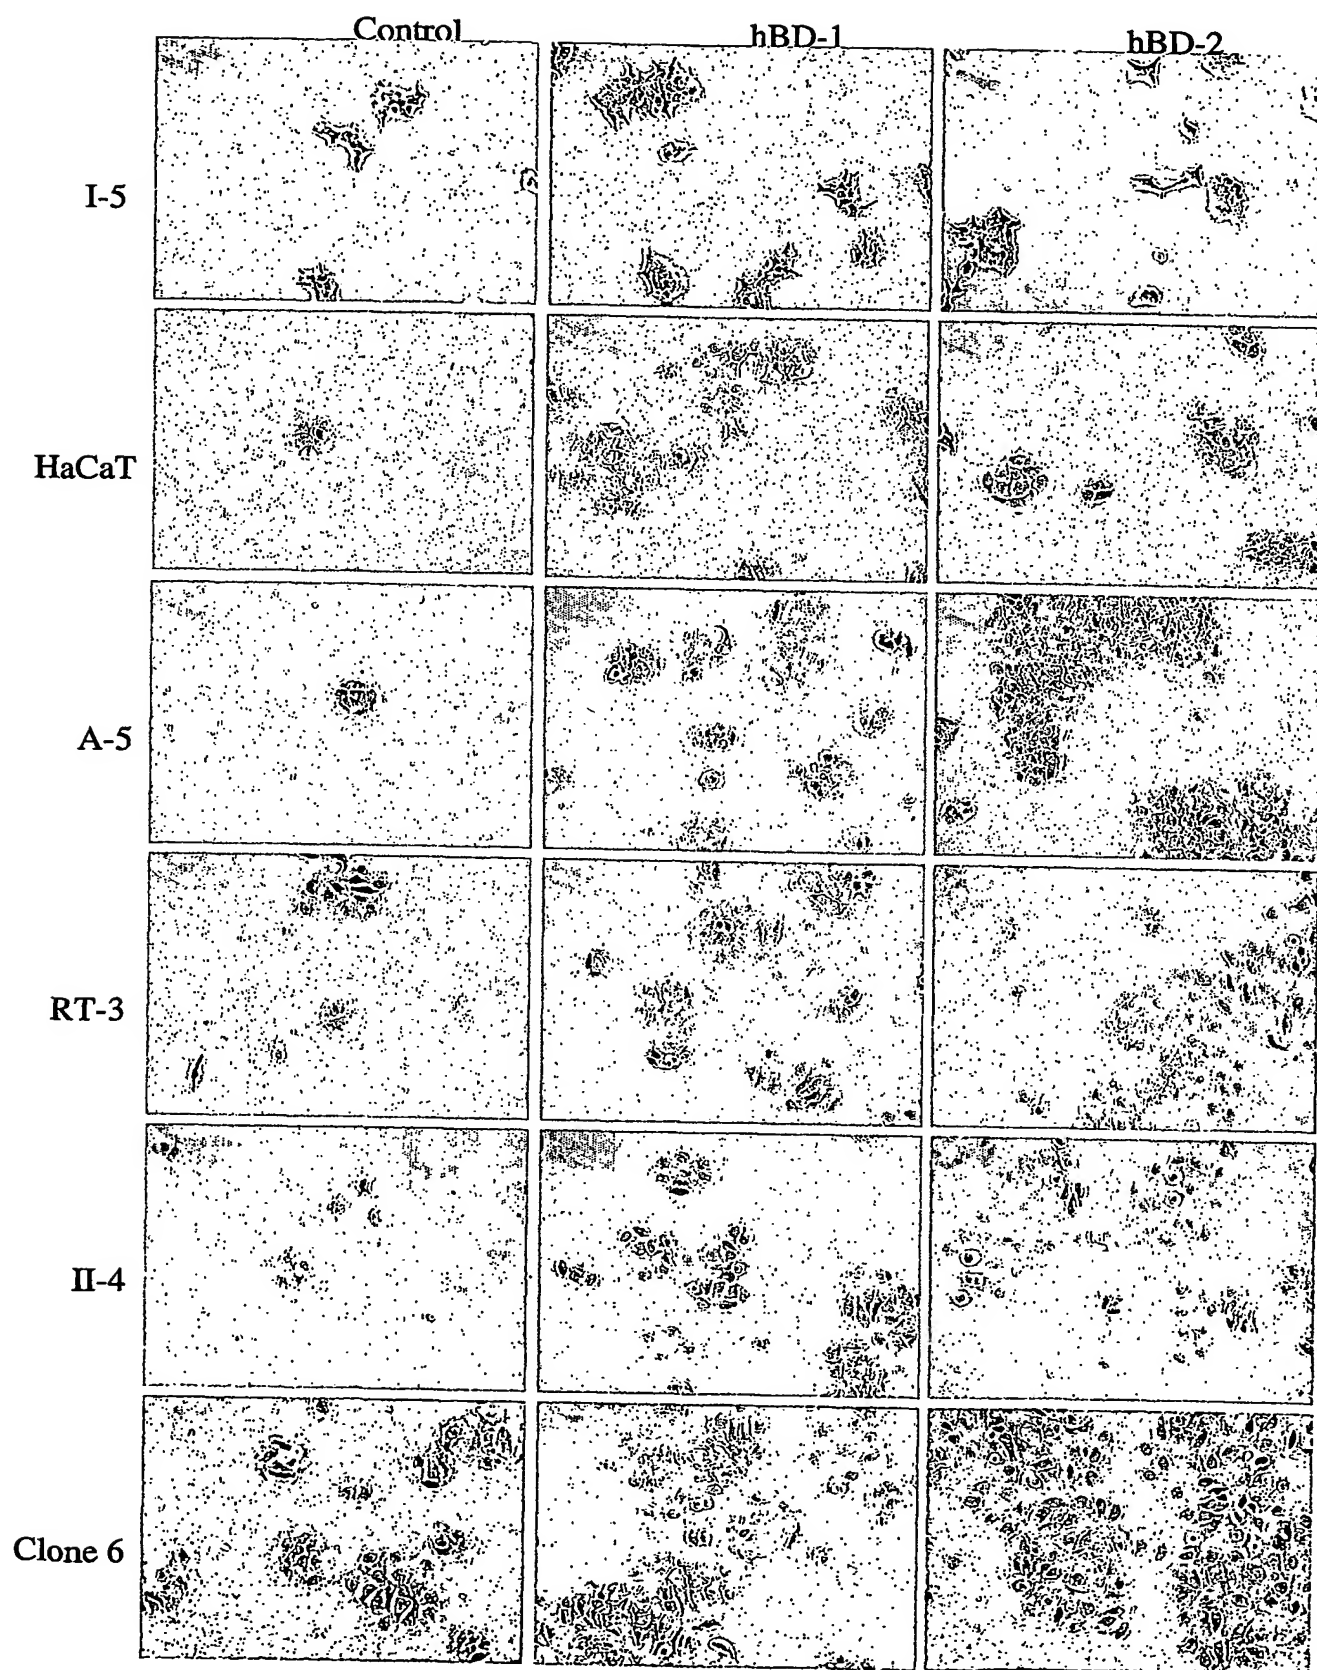 Control hBD-1 hBD-2
I-5
HaCaT
A-5
RT-3
II-4
Clone 6